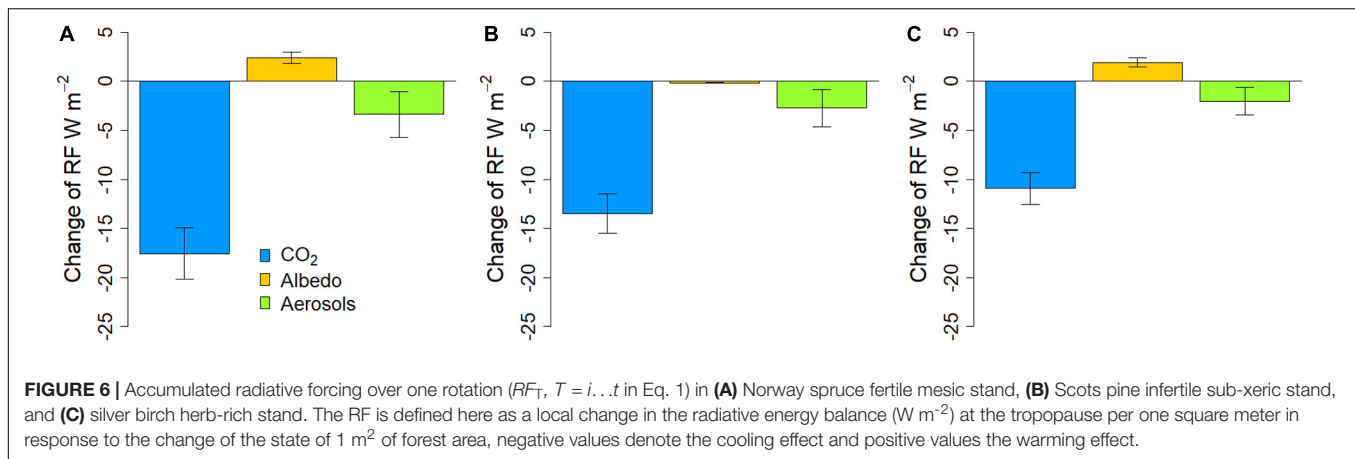 A
B
C
Change of RF W m⁻²
5
0
-5
-10
-15
-20
-25
CO₂
Albedo
Aerosols
Change of RF W m⁻²
5
0
-5
-10
-15
-20
-25
Change of RF W m⁻²
5
0
-5
-10
-15
-20
-25
FIGURE 6 | Accumulated radiative forcing over one rotation (RF_T, T = i…t in Eq. 1) in (A) Norway spruce fertile mesic stand, (B) Scots pine infertile sub-xeric stand,
and (C) silver birch herb-rich stand. The RF is defined here as a local change in the radiative energy balance (W m⁻²) at the tropopause per one square meter in
response to the change of the state of 1 m² of forest area, negative values denote the cooling effect and positive values the warming effect.